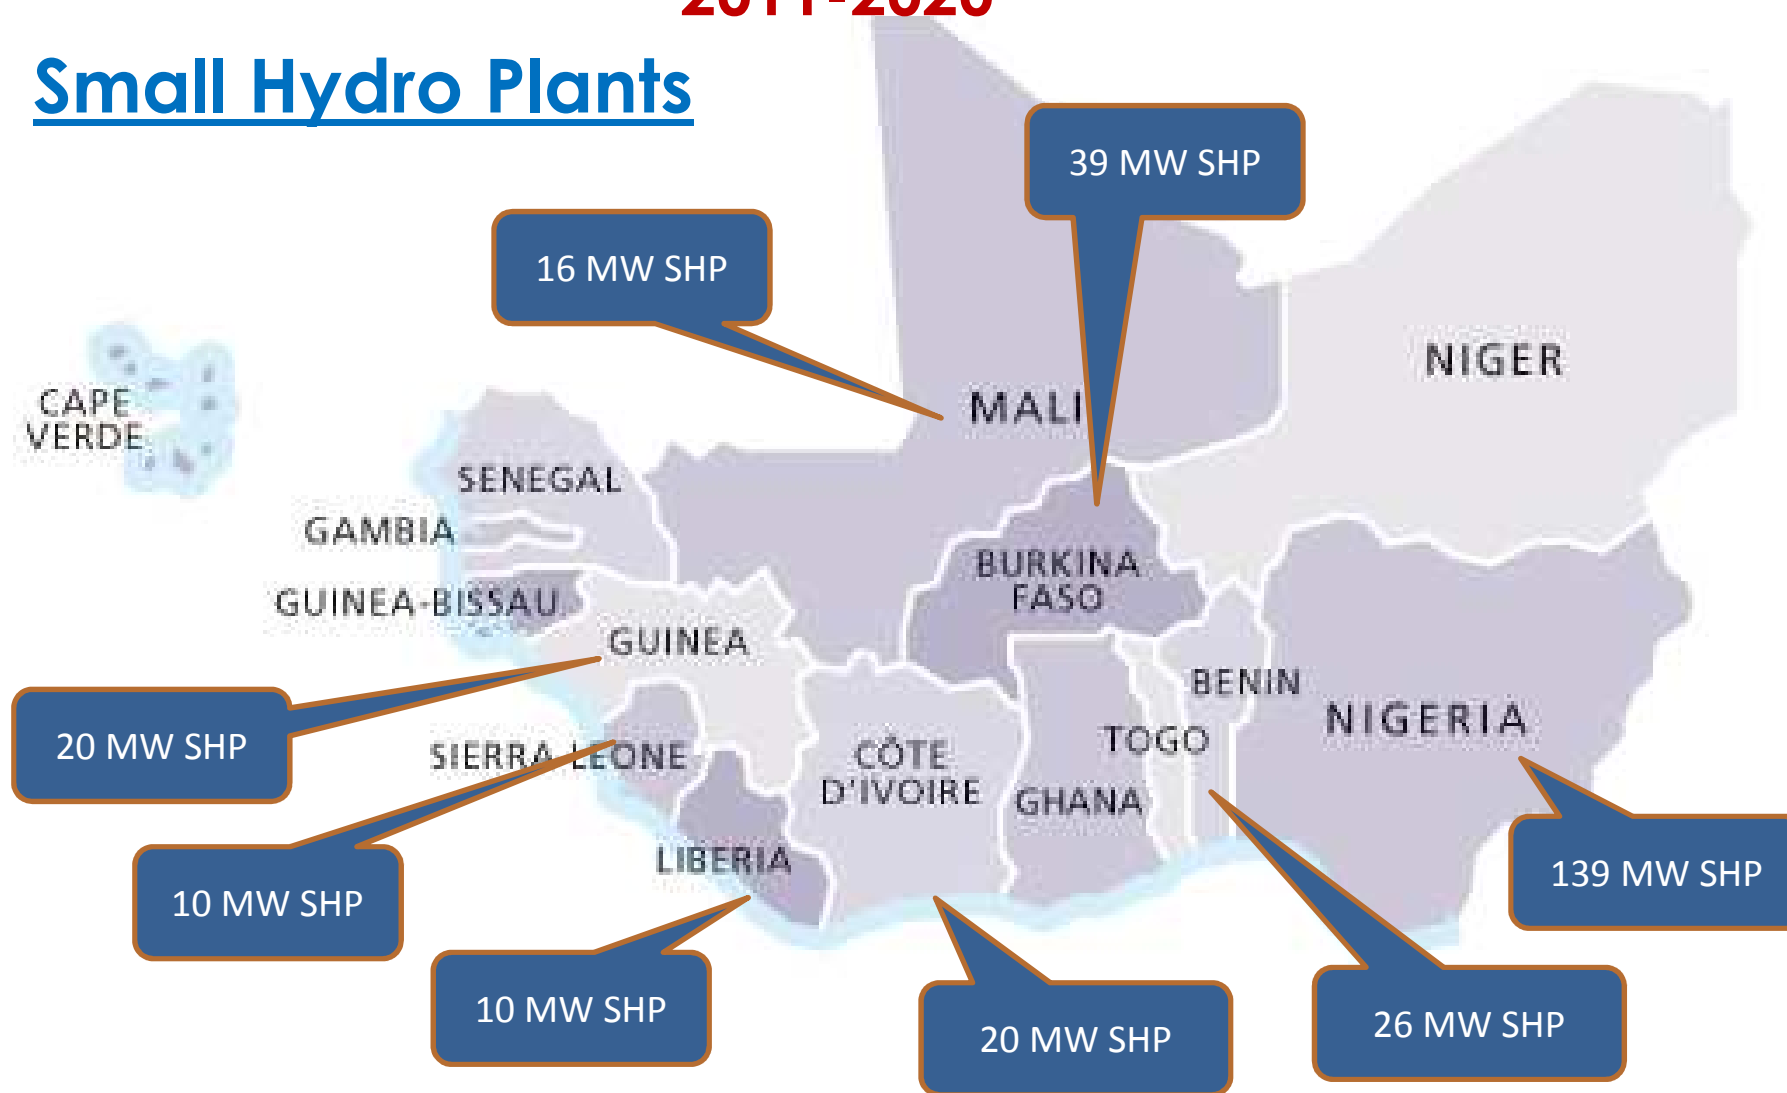 2011-2020
Small Hydro Plants
39 MW SHP
16 MW SHP
NIGER
CAPE
VERDE
MALI
SENEGAL
GAMBIA
BURKINA
FASO
GUINEA-BISSAU
GUINEA
BENIN
NIGERIA
20 MW SHP
SIERRA LEONE
CÔTE
D'IVOIRE
TOGO
GHANA
LIBERIA
139 MW SHP
10 MW SHP
10 MW SHP
20 MW SHP
26 MW SHP